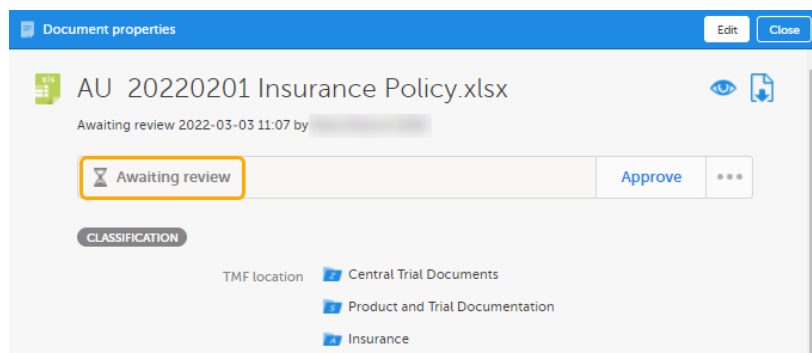 Document properties Edit Close
xls
AU 20220201 Insurance Policy.xlsx
Awaiting review 2022-03-03 11:07 by
Awaiting review Approve
CLASSIFICATION
TMF location Z Central Trial Documents
S Product and Trial Documentation
A Insurance